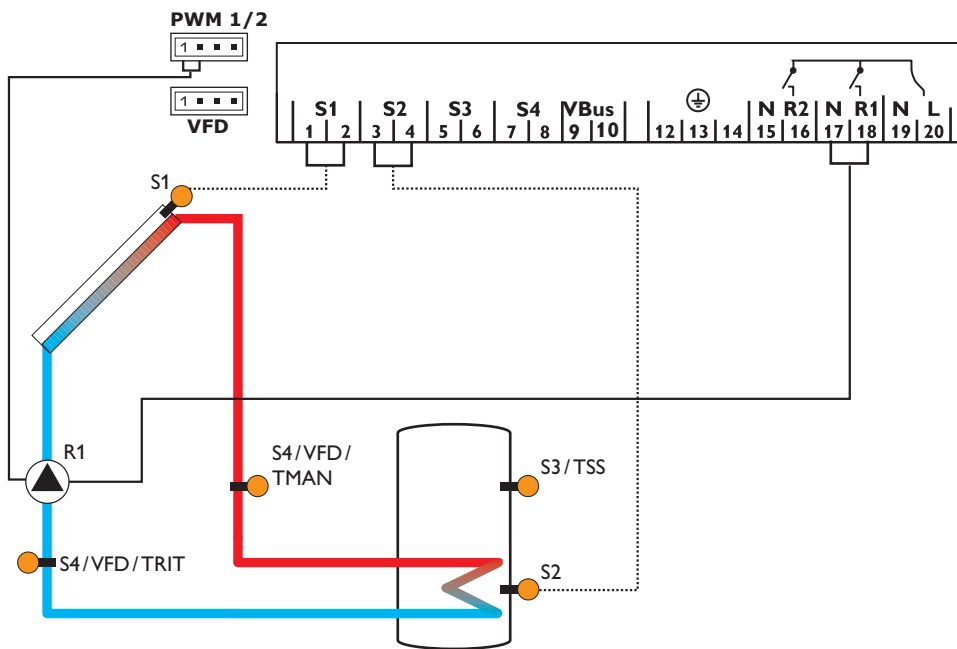 PWM 1/2
1
1
VFD
S1 S2 S3 S4 VBus N R2 N R1 N L
1 2 3 4 5 6 7 8 9 10 12 13 14 15 16 17 18 19 20
S1
R1
S4/VFD/
TMAN
S3/TSS
S4/VFD/TRIT
S2